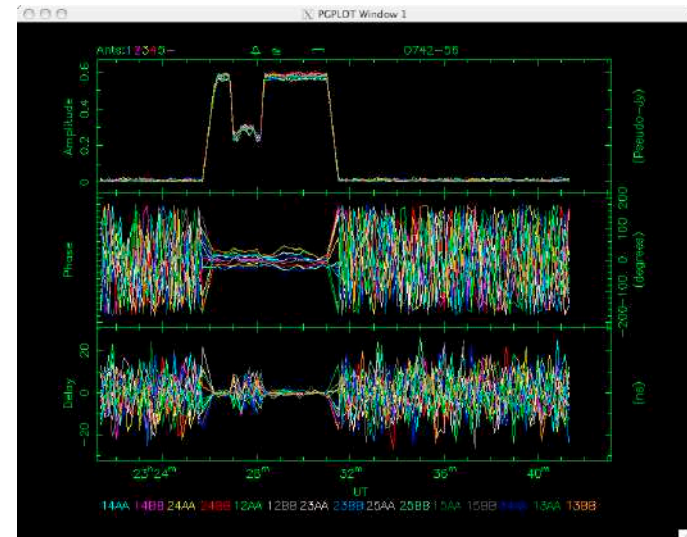 PGPLOT Window 1
Ants:12345- 0742-56
0.6
0.4
0.2
0
Amplitude
(Pseudo-Jy)
200
100
0
-100
-200
Phase
(degrees)
20
0
-20
Delay
(ns)
23h24m 28m 32m 36m 40m
UT
14AA 14BB 24AA 24BB 12AA 12BB 23AA 23BB 25AA 25BB 15AA 15BB 13AA 13BB